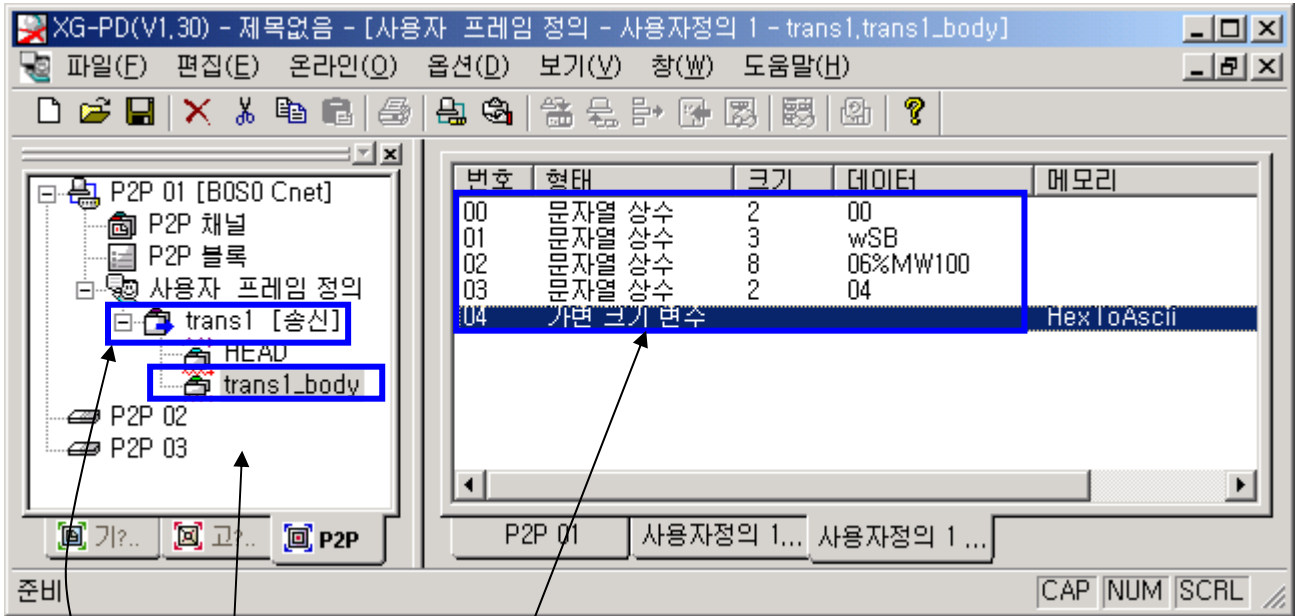 XG-PD(V1,30) - 제목없음 - [사용자 프레임 정의 - 사용자정의 1 - trans1,trans1_body]
파일(F) 편집(E) 온라인(O) 옵션(D) 보기(V) 창(W) 도움말(H)
P2P 01 [B0S0 Cnet]
P2P 채널
P2P 블록
사용자 프레임 정의
trans1 [송신]
HEAD
trans1_body
P2P 02
P2P 03
기?.. 고?.. P2P
번호 형태 크기 데이터 메모리
00 문자열 상수 2 00
01 문자열 상수 3 wSB
02 문자열 상수 8 06%MW100
03 문자열 상수 2 04
04 가변 크기 변수 HexToAscii
P2P 01 사용자정의 1... 사용자정의 1 ...
준비 CAP NUM SCRL